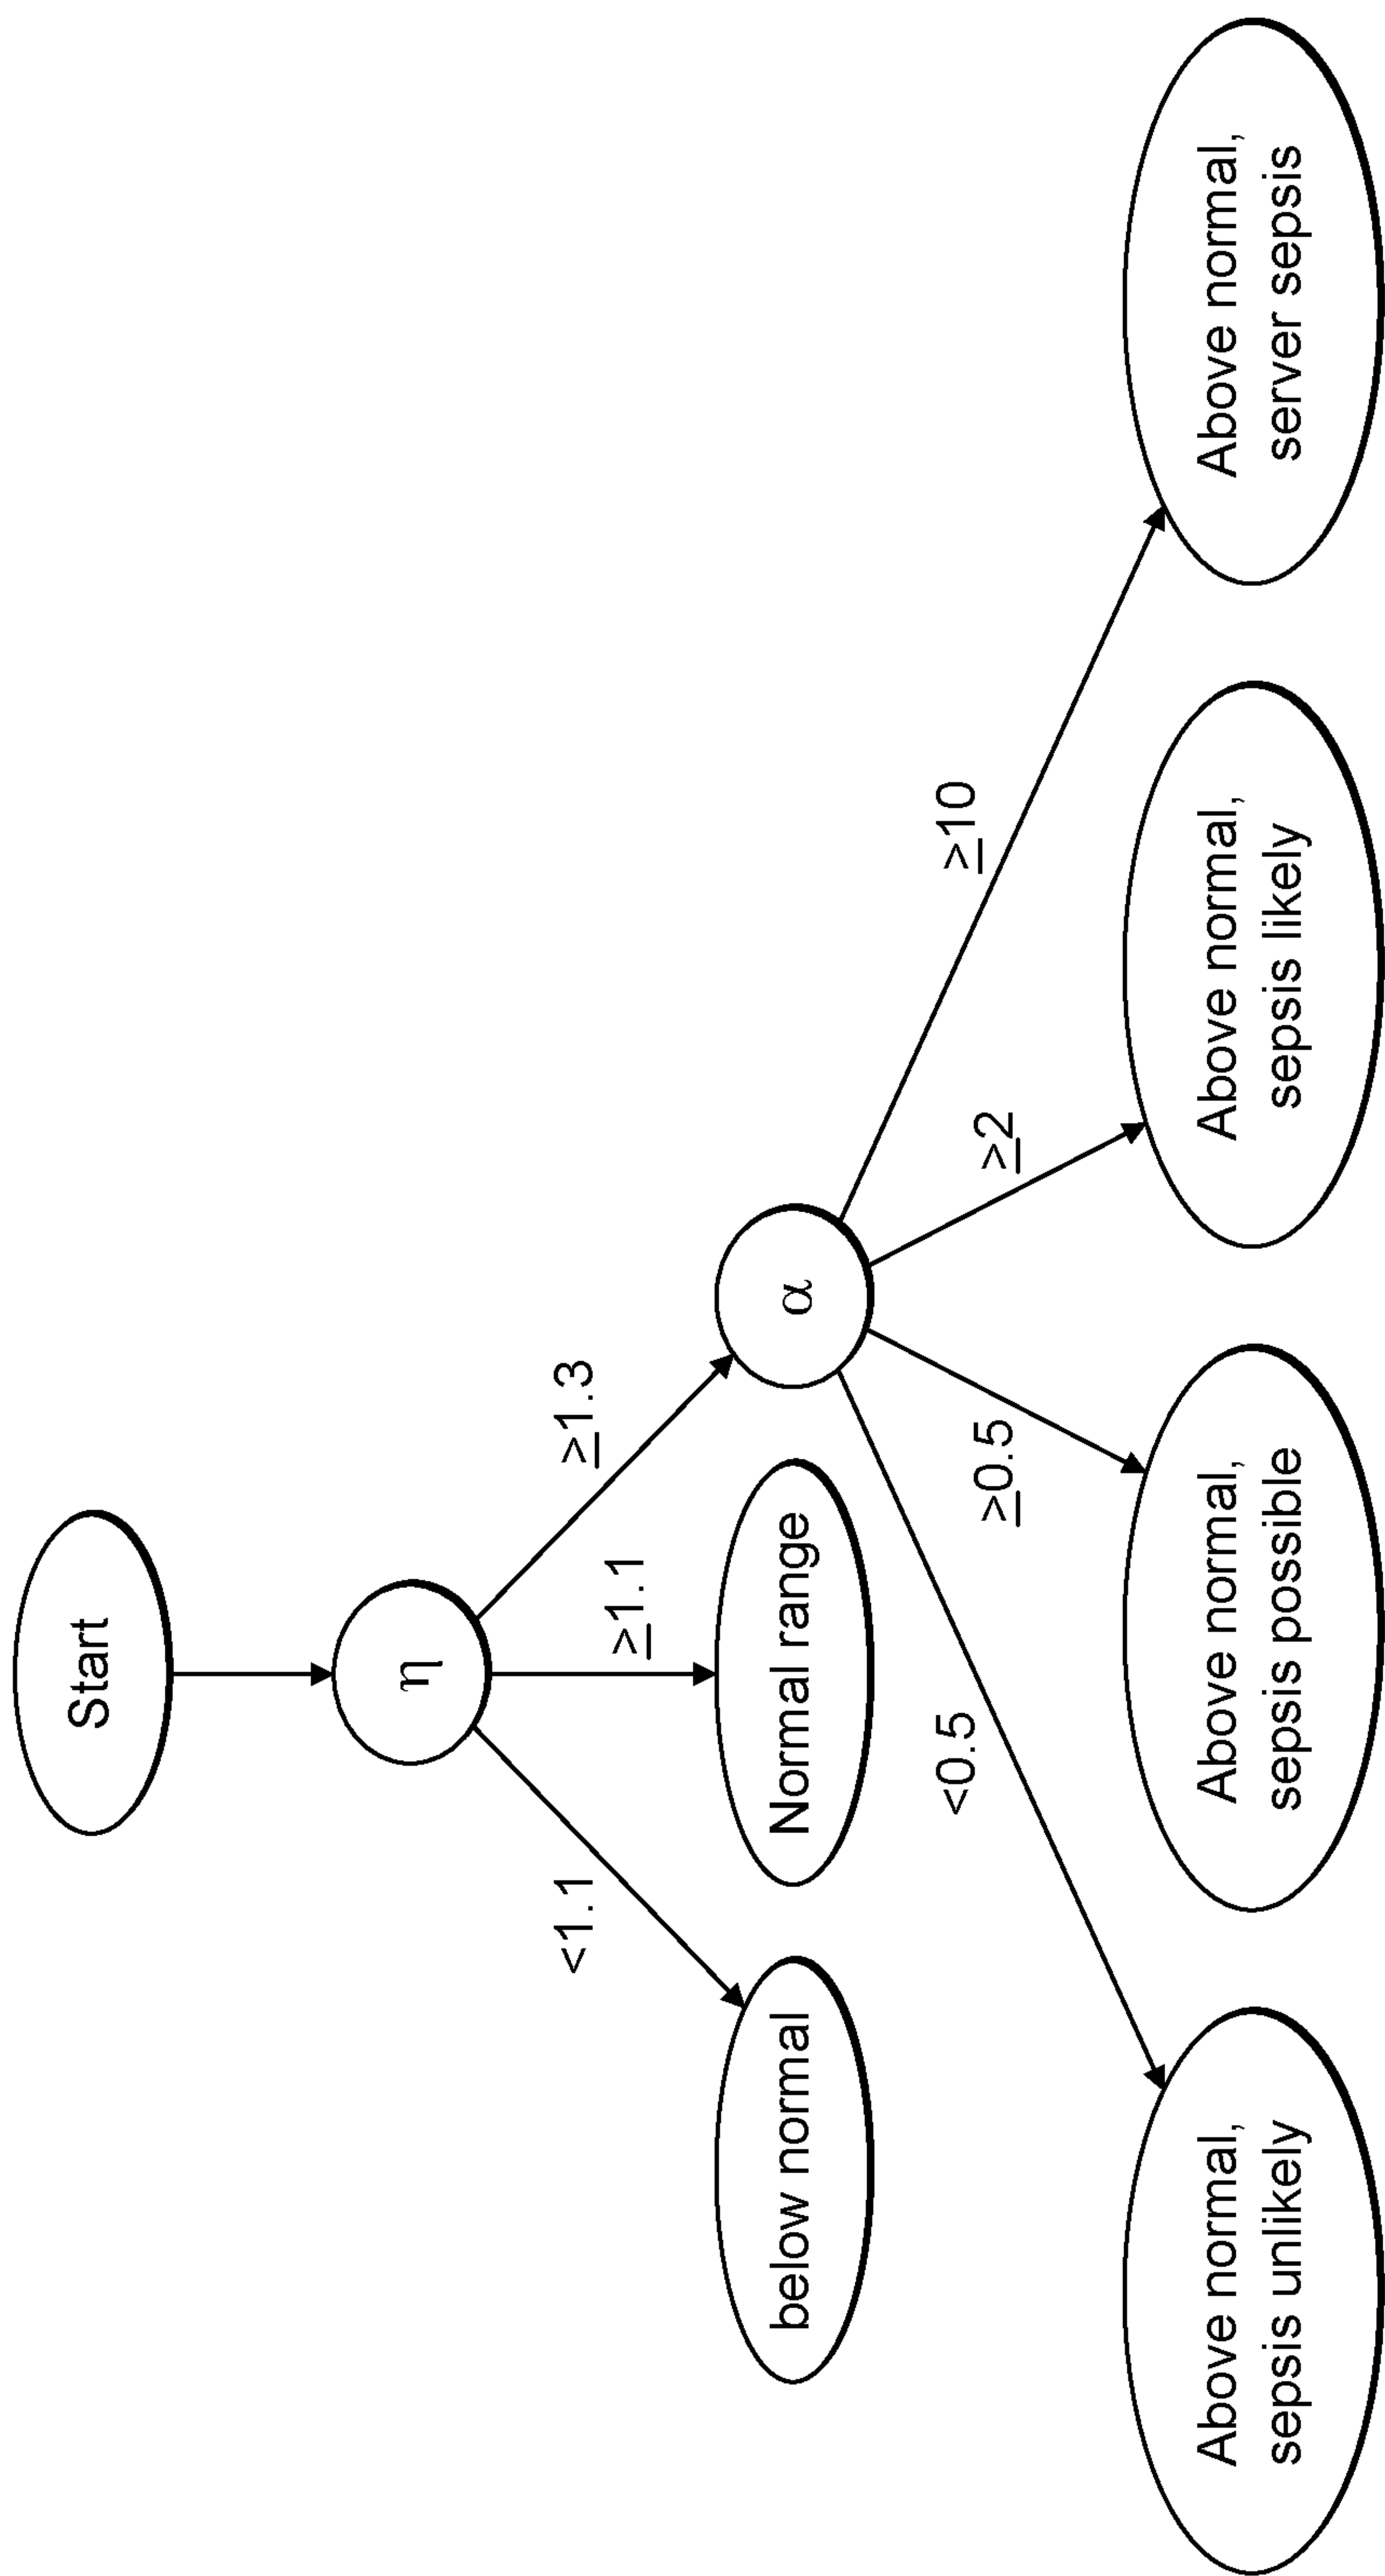 Start
η
<1.1
≥1.1
≥1.3
below normal
Normal range
α
<0.5
≥0.5
≥2
≥10
Above normal,
sepsis unlikely
Above normal,
sepsis possible
Above normal,
sepsis likely
Above normal,
server sepsis